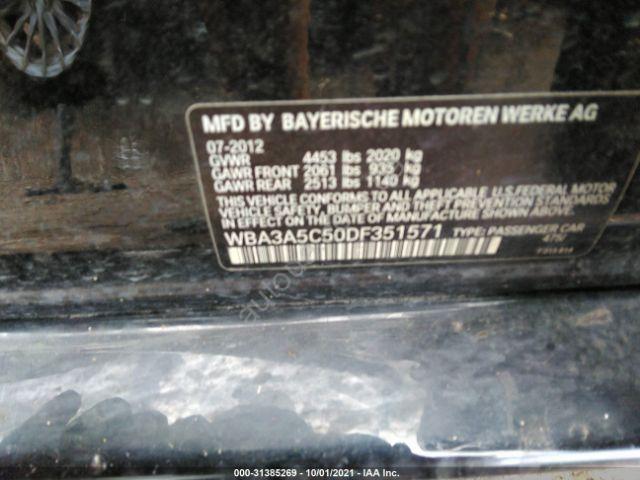 MFD BY BAYERISCHE MOTOREN WERKE AG
07-2012
GVWR 4453 lbs 2020 kg
GAWR FRONT 2061 lbs 935 kg
GAWR REAR 2513 lbs 1140 kg
THIS VEHICLE CONFORMS TO ALL APPLICABLE U.S. FEDERAL MOTOR
VEHICLE SAFETY, BUMPER AND THEFT PREVENTION STANDARDS
IN EFFECT ON THE DATE OF MANUFACTURE SHOWN ABOVE.
WBA3A5C50DF351571 TYPE: PASSENGER CAR
000-31385269 - 10/01/2021 - IAA Inc.